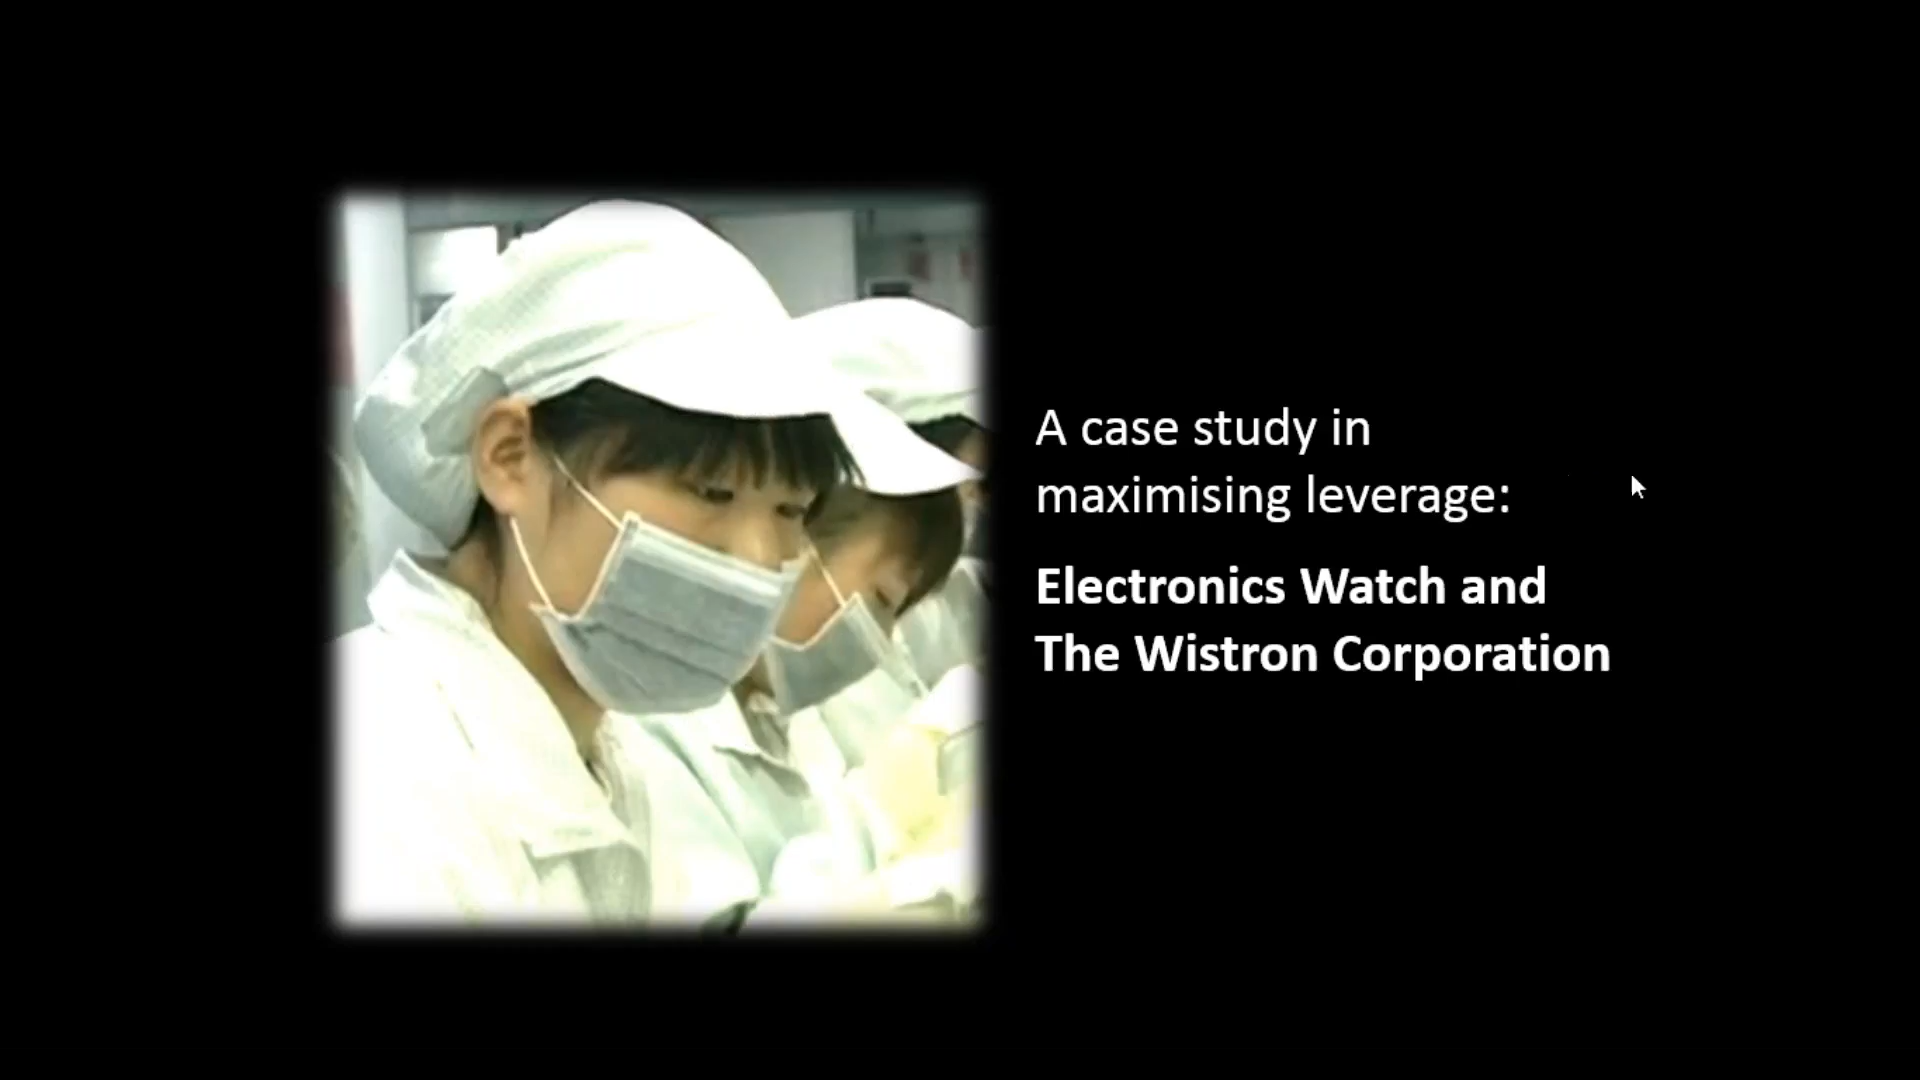 A case study in
maximising leverage:
Electronics Watch and
The Wistron Corporation